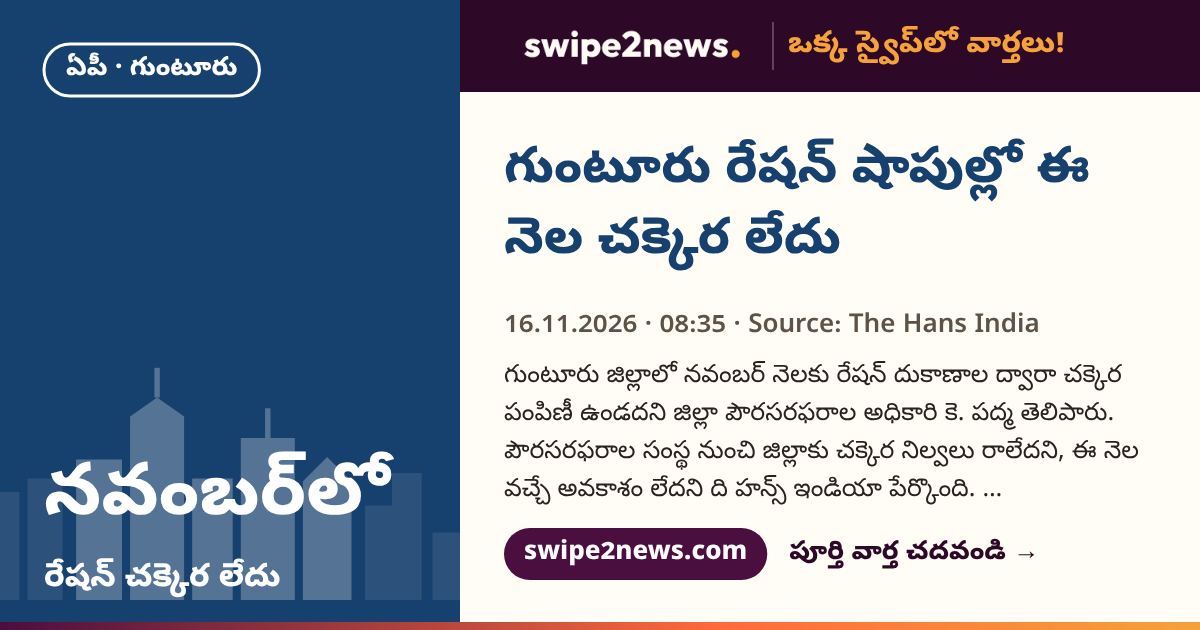 ఏపీ · గుంటూరు
నవంబర్‌లో
రేషన్ చక్కెర లేదు
swipe2news.
ఒక్క స్వైప్‌లో వార్తలు!
గుంటూరు రేషన్ షాపుల్లో ఈ
నెల చక్కెర లేదు
16.11.2026 · 08:35 · Source: The Hans India
గుంటూరు జిల్లాలో నవంబర్ నెలకు రేషన్ దుకాణాల ద్వారా చక్కెర
పంపిణీ ఉండదని జిల్లా పౌరసరఫరాల అధికారి కె. పద్మ తెలిపారు.
పౌరసరఫరాల సంస్థ నుంచి జిల్లాకు చక్కెర నిల్వలు రాలేదని, ఈ నెల
వచ్చే అవకాశం లేదని ది హన్స్ ఇండియా పేర్కొంది. ...
swipe2news.com
పూర్తి వార్త చదవండి →